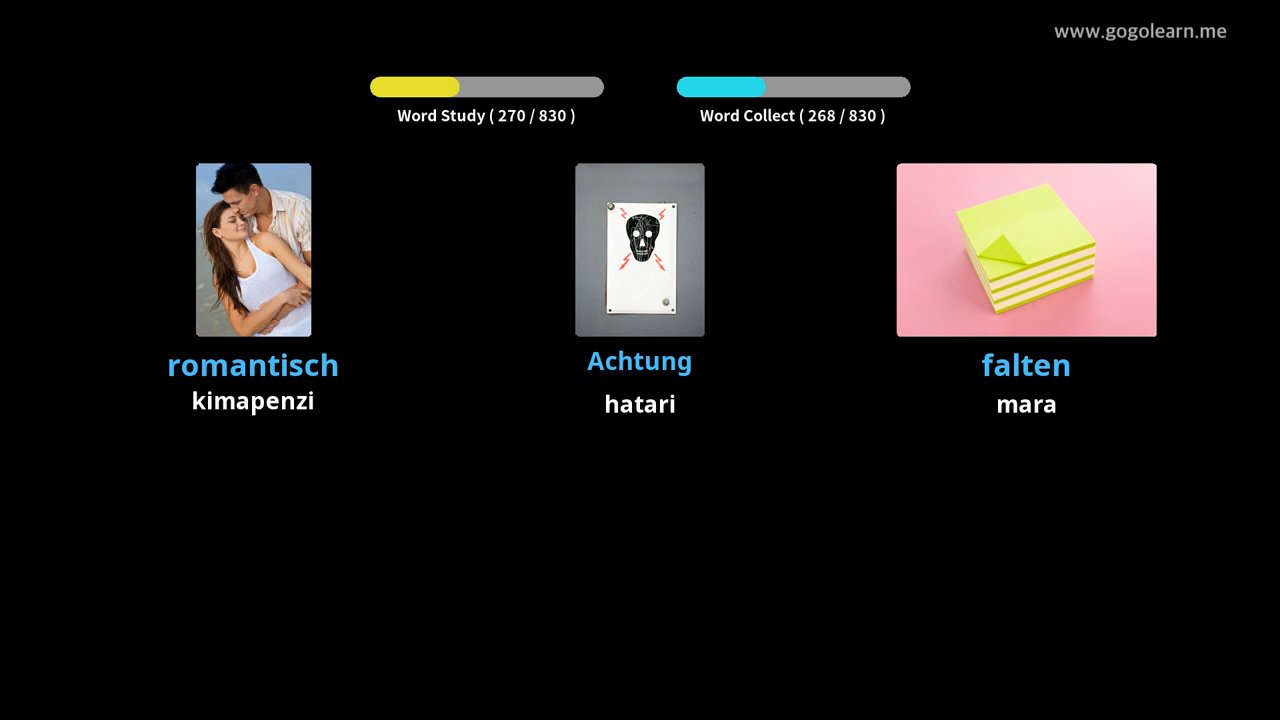 www.gogolearn.me
Word Study ( 270 / 830 )
Word Collect ( 268 / 830 )
romantisch
kimapenzi
Achtung
hatari
falten
mara